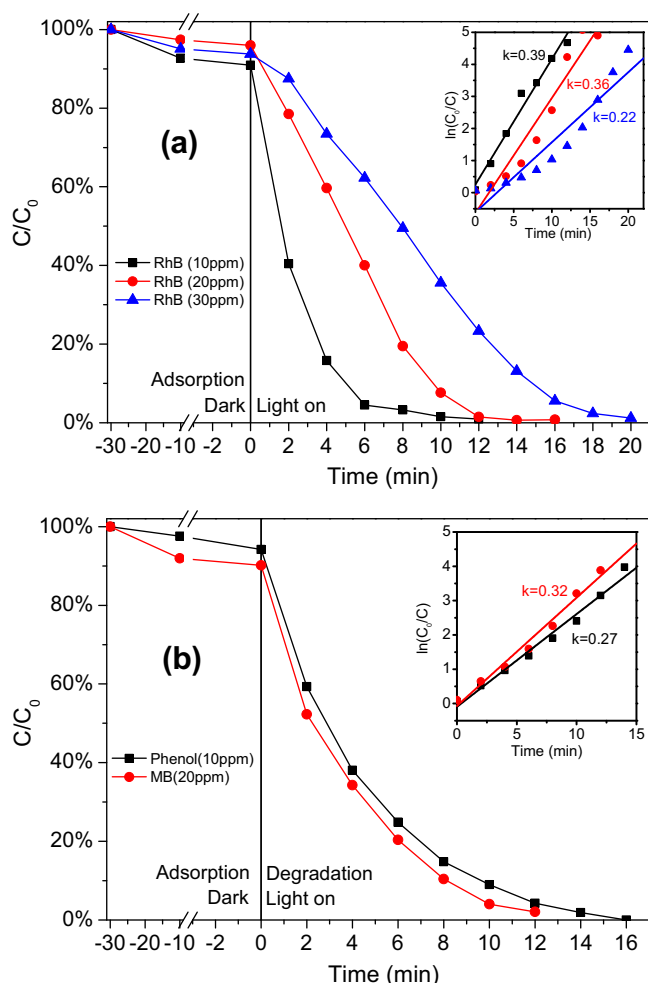 (a)
C/C₀
100%
80%
60%
40%
20%
0%
RhB (10ppm)
RhB (20ppm)
RhB (30ppm)
Adsorption
Dark
Light on
-30 -20 -10 -2 0 2 4 6 8 10 12 14 16 18 20
Time (min)
ln(C₀/C)
5
4
3
2
1
0
k=0.39
k=0.36
k=0.22
0 5 10 15 20
Time (min)
(b)
C/C₀
100%
80%
60%
40%
20%
0%
Phenol(10ppm)
MB(20ppm)
Adsorption Degradation
Dark Light on
-30 -20 -10 -2 0 2 4 6 8 10 12 14 16
Time (min)
ln(C₀/C)
5
4
3
2
1
0
k=0.32
k=0.27
0 5 10 15
Time (min)